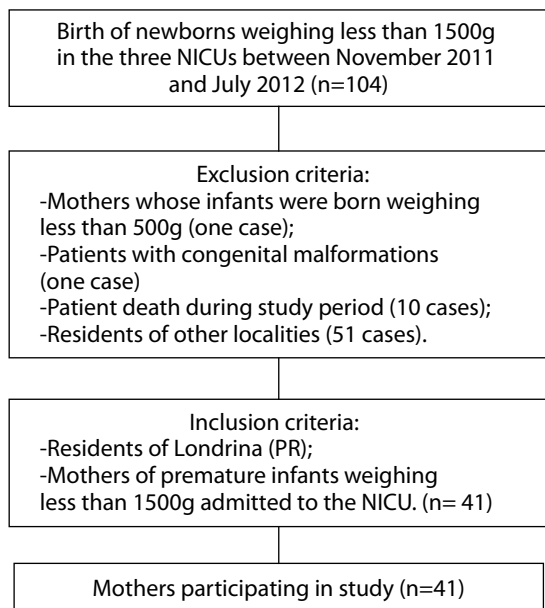 Birth of newborns weighing less than 1500g
in the three NICUs between November 2011
and July 2012 (n=104)
Exclusion criteria:
-Mothers whose infants were born weighing
less than 500g (one case);
-Patients with congenital malformations
(one case)
-Patient death during study period (10 cases);
-Residents of other localities (51 cases).
Inclusion criteria:
-Residents of Londrina (PR);
-Mothers of premature infants weighing
less than 1500g admitted to the NICU. (n= 41)
Mothers participating in study (n=41)